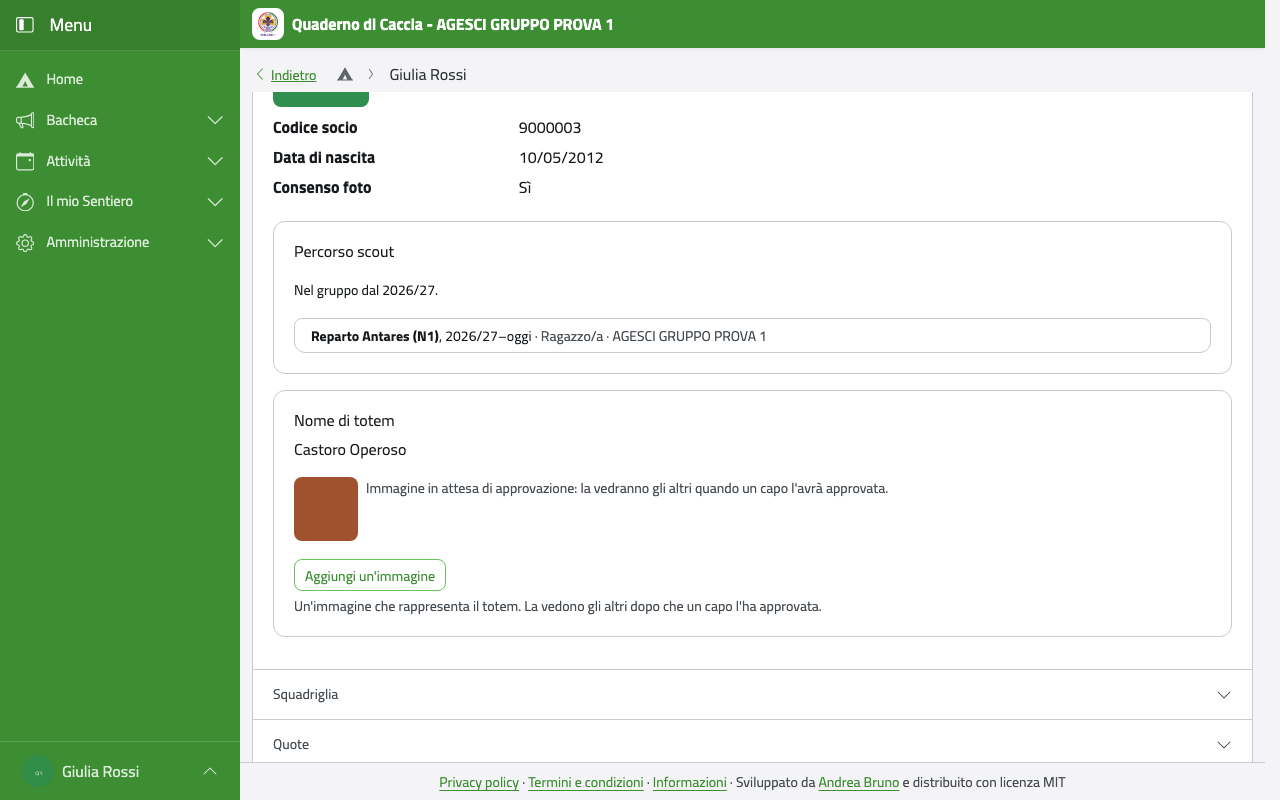 Menu
Quaderno di Caccia - AGESCI GRUPPO PROVA 1
Indietro
Giulia Rossi
Home
Bacheca
Attività
Il mio Sentiero
Amministrazione
Codice socio 9000003
Data di nascita 10/05/2012
Consenso foto Sì
Percorso scout
Nel gruppo dal 2026/27.
Reparto Antares (N1), 2026/27–oggi · Ragazzo/a · AGESCI GRUPPO PROVA 1
Nome di totem
Castoro Operoso
Immagine in attesa di approvazione: la vedranno gli altri quando un capo l'avrà approvata.
Aggiungi un'immagine
Un'immagine che rappresenta il totem. La vedono gli altri dopo che un capo l'ha approvata.
Squadriglia
Quote
Giulia Rossi
Privacy policy · Termini e condizioni · Informazioni · Sviluppato da Andrea Bruno e distribuito con licenza MIT